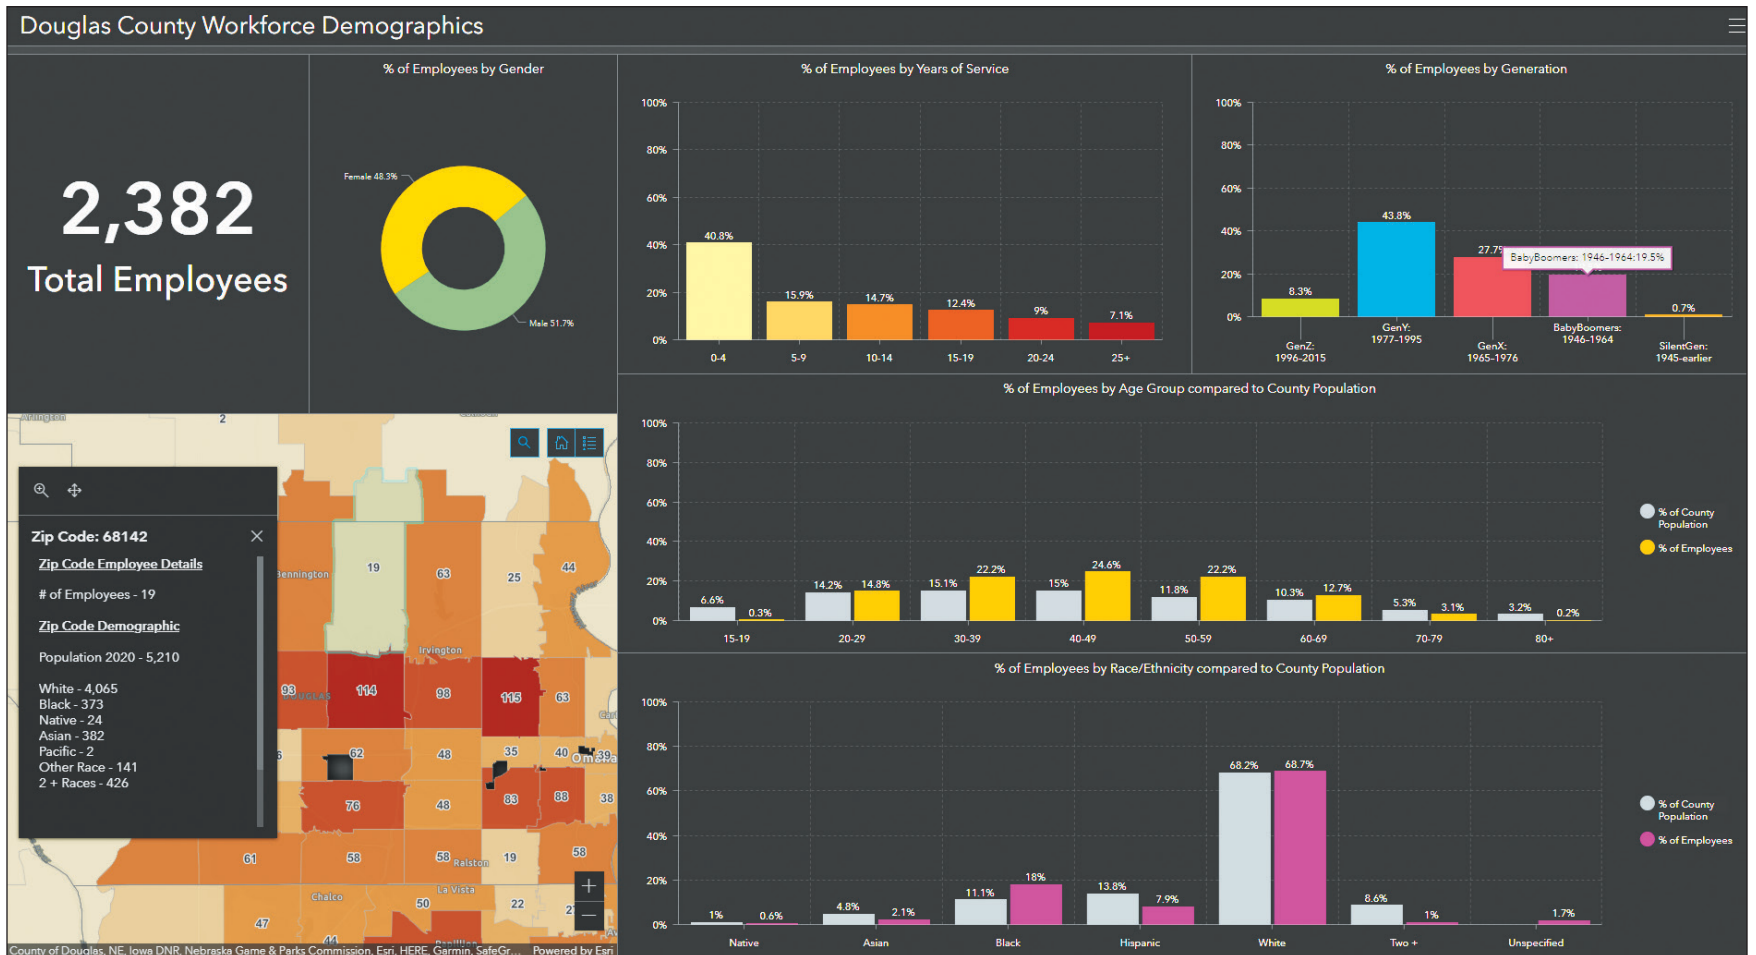 Douglas County Workforce Demographics
2,382
Total Employees
% of Employees by Gender
Female 48.3%
Male 51.7%
% of Employees by Years of Service
100%
80%
60%
40%
20%
0%
40.8%
15.9%
14.7%
12.4%
9%
7.1%
0-4
5-9
10-14
15-19
20-24
25+
% of Employees by Generation
100%
80%
60%
40%
20%
0%
8.3%
43.8%
27.7%
BabyBoomers: 1946-1964:19.5%
0.7%
GenZ:
1996-2015
GenY:
1977-1995
GenX:
1965-1976
BabyBoomers:
1946-1964
SilentGen:
1945-earlier
% of Employees by Age Group compared to County Population
100%
80%
60%
40%
20%
0%
6.6%
0.3%
14.2%
14.8%
15.1%
22.2%
15%
24.6%
11.8%
22.2%
10.3%
12.7%
5.3%
3.1%
3.2%
0.2%
15-19
20-29
30-39
40-49
50-59
60-69
70-79
80+
% of County
Population
% of Employees
% of Employees by Race/Ethnicity compared to County Population
100%
80%
60%
40%
20%
0%
1%
0.6%
4.8%
2.1%
11.1%
18%
13.8%
7.9%
68.2%
68.7%
8.6%
1%
1.7%
Native
Asian
Black
Hispanic
White
Two +
Unspecified
% of County
Population
% of Employees
Arlington
2
Zip Code: 68142
Zip Code Employee Details
# of Employees - 19
Zip Code Demographic
Population 2020 - 5,210
White - 4,065
Black - 373
Native - 24
Asian - 382
Pacific - 2
Other Race - 141
2 + Races - 426
Bennington
19
63
25
44
Irvington
93
DOUGLAS
114
98
115
63
62
48
35
40
Omaha
39
76
48
83
88
38
61
58
58
Ralston
19
58
Chalco
La Vista
47
50
22
44
Papillion
County of Douglas, NE, Iowa DNR, Nebraska Game & Parks Commission, Esri, HERE, Garmin, SafeGr...
Powered by Esri